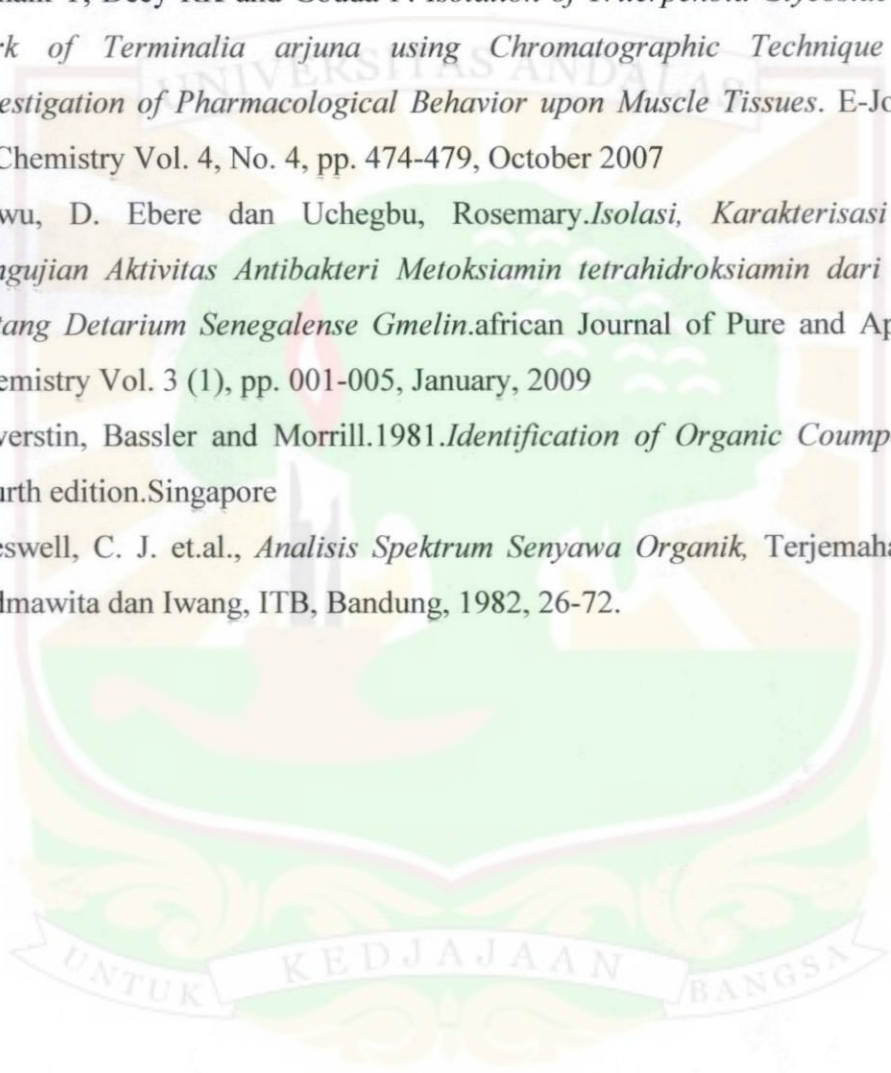 of Terminalia arjuna using Chromatographic Technique
estigation of Pharmacological Behavior upon Muscle Tissues. E-Jo
Chemistry Vol. 4, No. 4, pp. 474-479, October 2007
wu, D. Ebere dan Uchegbu, Rosemary.Isolasi, Karakterisasi
ngujian Aktivitas Antibakteri Metoksiamin tetrahidroksiamin dari
tang Detarium Senegalense Gmelin.african Journal of Pure and Ap
emistry Vol. 3 (1), pp. 001-005, January, 2009
verstin, Bassler and Morrill.1981.Identification of Organic Coump
urth edition.Singapore
eswell, C. J. et.al., Analisis Spektrum Senyawa Organik, Terjemaha
dmawita dan Iwang, ITB, Bandung, 1982, 26-72.
UNIVERSITAS ANDALAS
UNTUK KEDJAJAAN BANGSA